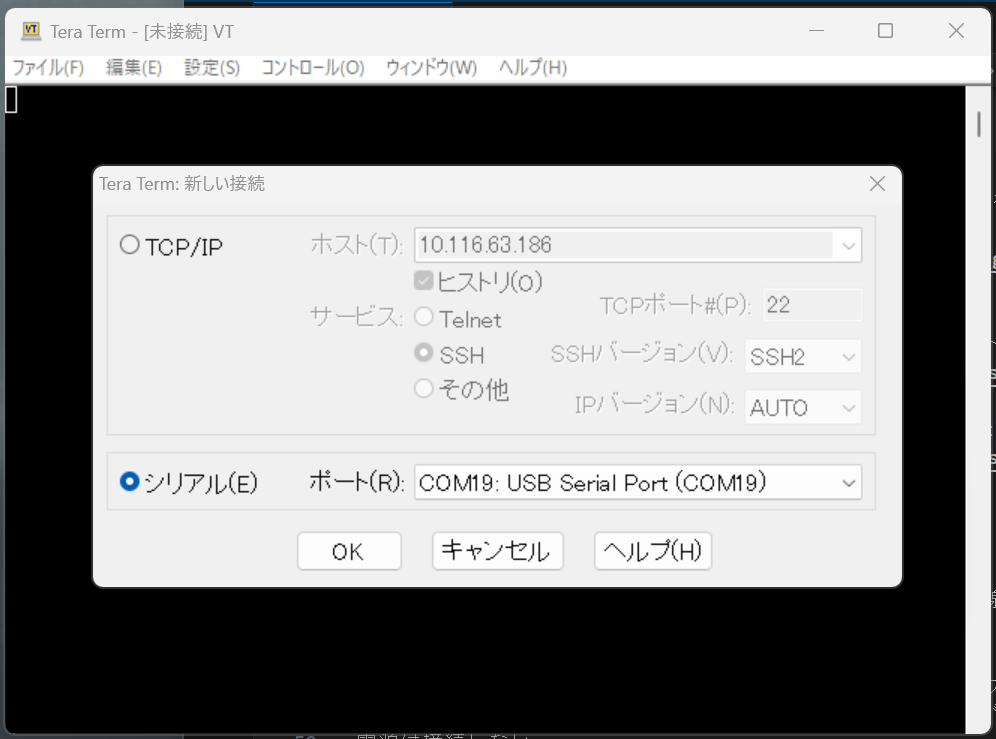 Tera Term - [未接続] VT
ファイル(F) 編集(E) 設定(S) コントロール(O) ウィンドウ(W) ヘルプ(H)
Tera Term: 新しい接続
TCP/IP ホスト(T): 10.116.63.186
ヒストリ(O)
サービス: Telnet TCPポート#(P): 22
SSH SSHバージョン(V): SSH2
その他 IPバージョン(N): AUTO
シリアル(E) ポート(R): COM19: USB Serial Port (COM19)
OK キャンセル ヘルプ(H)